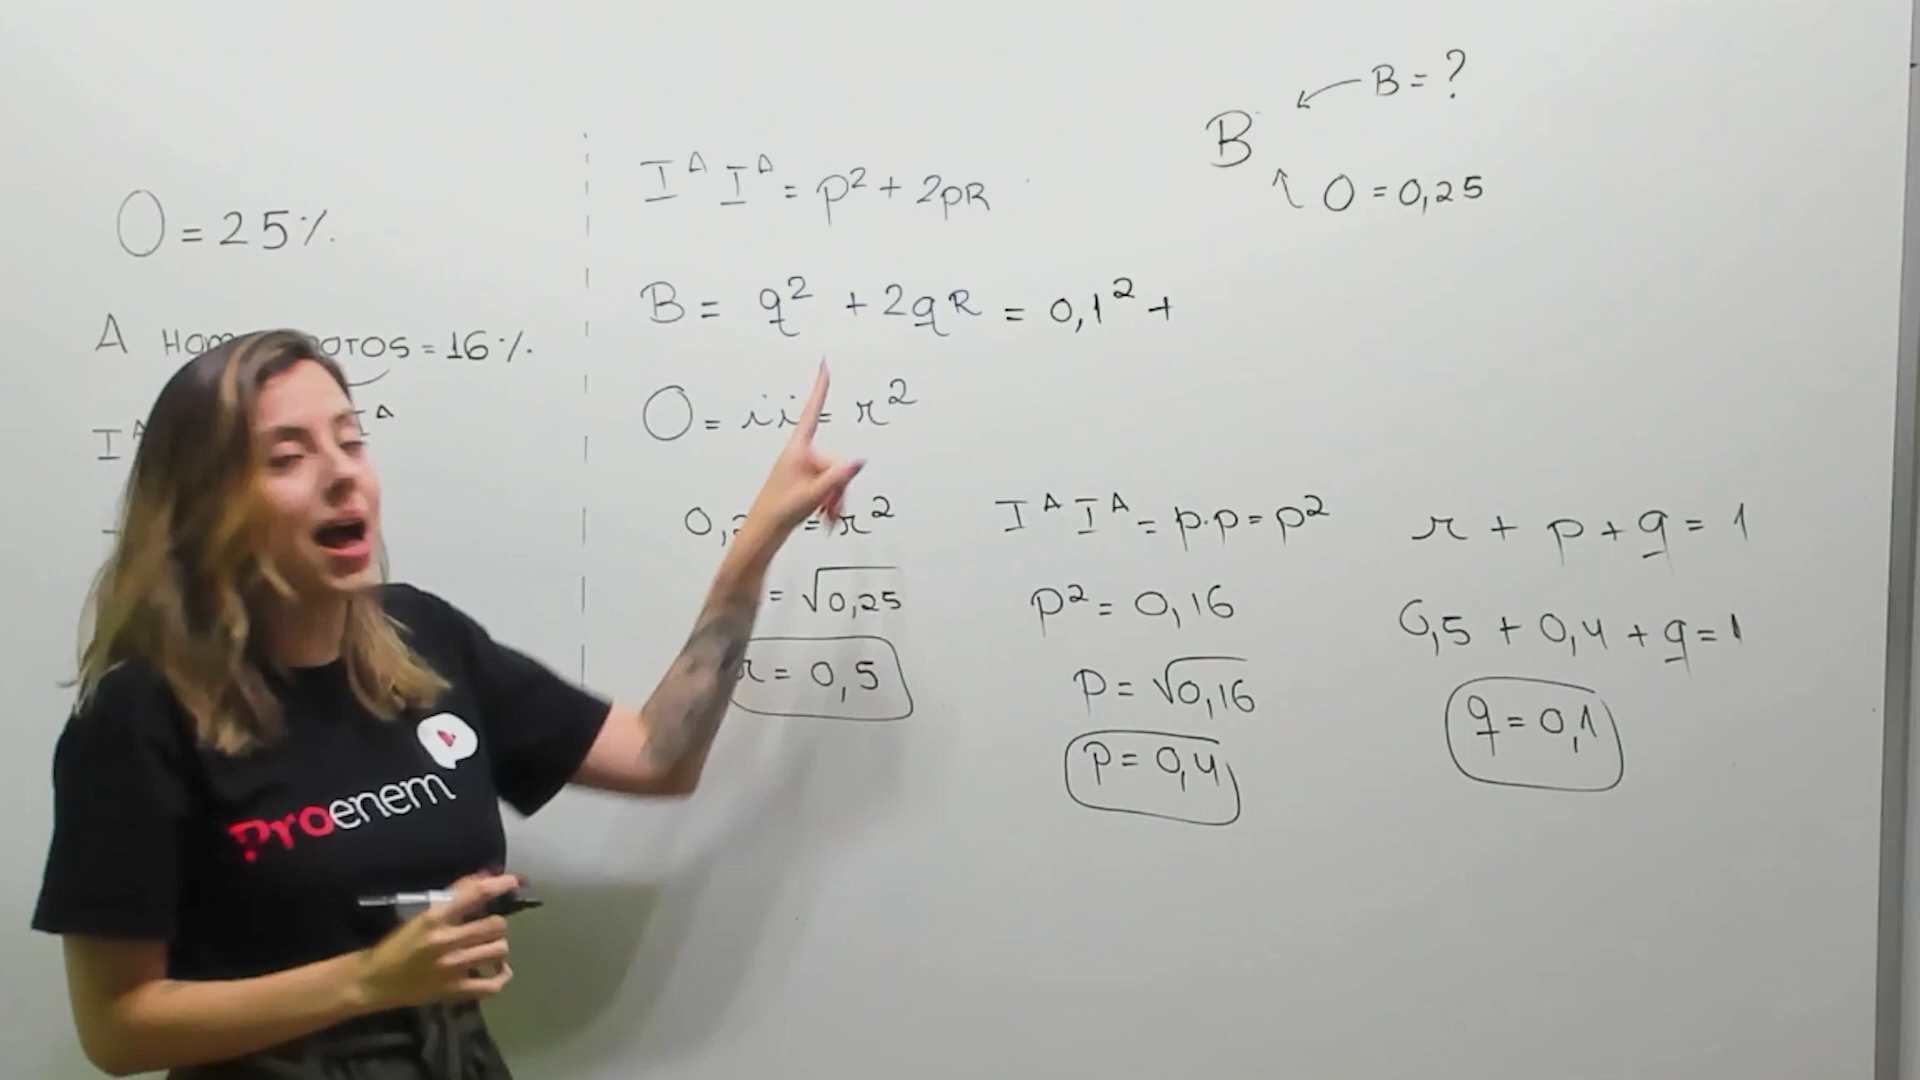 O = 25%
A = 16%
I
I^A I^A = p² + 2pR
B = q² + 2qR = 0,1² +
O = ii = r²
= r²
= √0,25
r = 0,5
I^A I^A = p.p = p²
p² = 0,16
p = √0,16
p = 0,4
B = ?
B
O = 0,25
r + p + q = 1
0,5 + 0,4 + q = 1
q = 0,1
Proenem